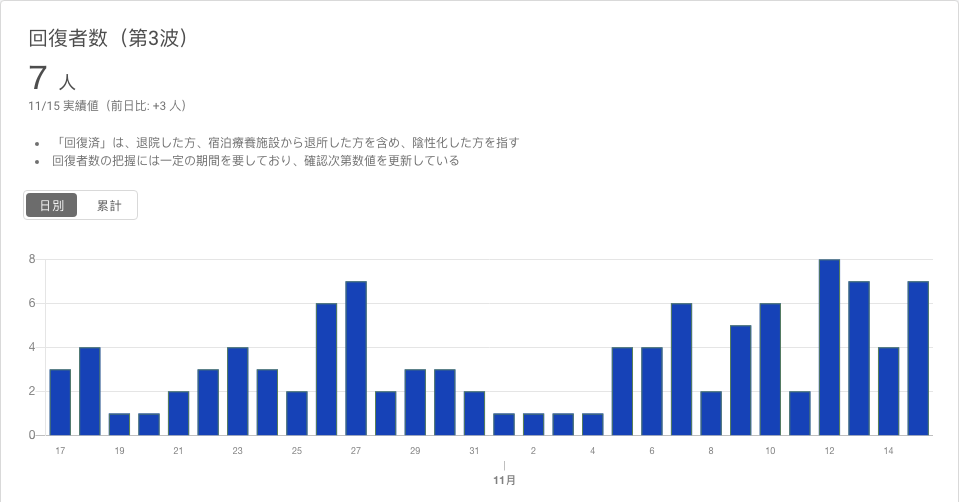 回復者数（第3波）
7 人
11/15 実績値（前日比: +3 人）
• 「回復済」は、退院した方、宿泊療養施設から退所した方を含め、陰性化した方を指す
• 回復者数の把握には一定の期間を要しており、確認次第数値を更新している
日別 累計
8
6
4
2
0
17 19 21 23 25 27 29 31 2 4 6 8 10 12 14
11月